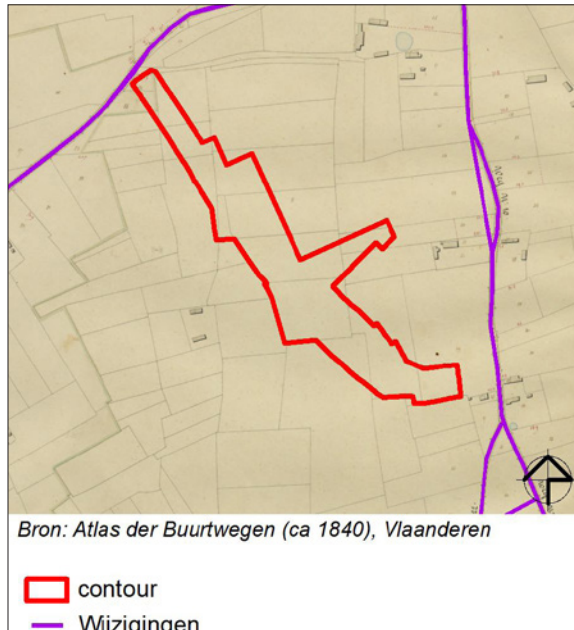 Bron: Atlas der Buurtwegen (ca 1840), Vlaanderen
contour
Wijzigingen